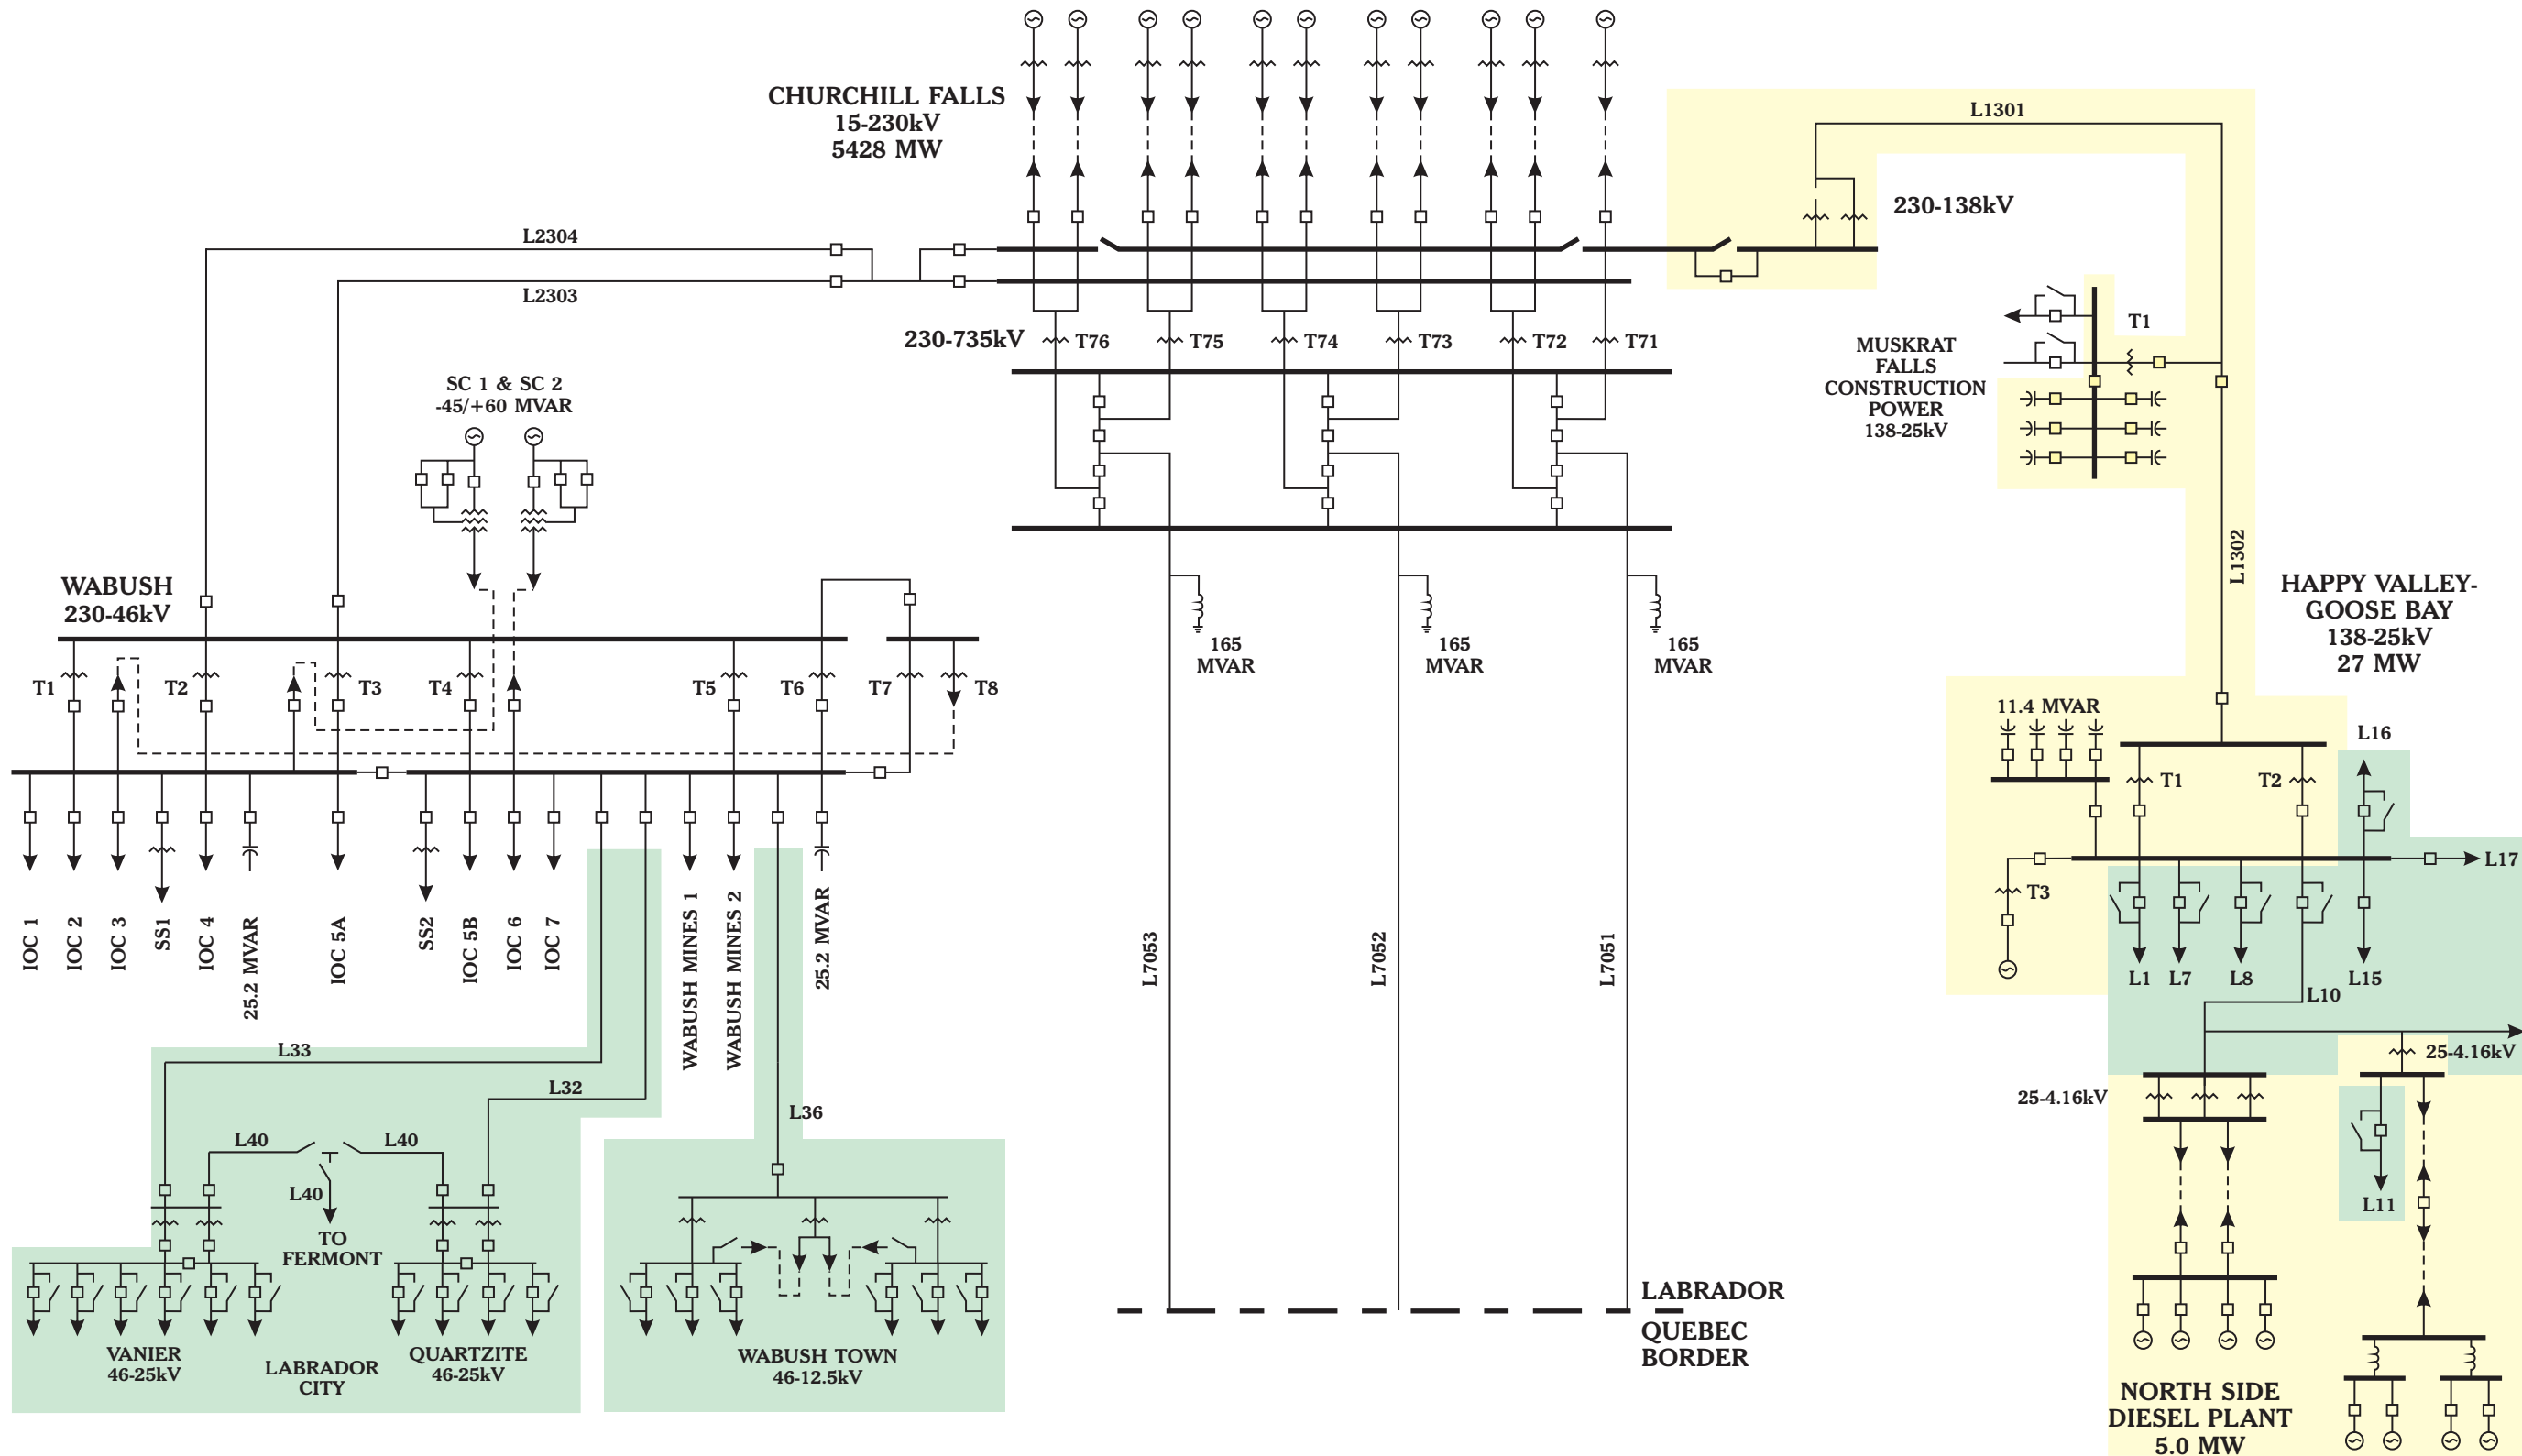 CHURCHILL FALLS
15-230kV
5428 MW
L1301
230-138kV
L2304
L2303
230-735kV
T76
T75
T74
T73
T72
T71
T1
MUSKRAT
FALLS
CONSTRUCTION
POWER
138-25kV
SC 1 & SC 2
-45/+60 MVAR
L1302
WABUSH
230-46kV
HAPPY VALLEY-
GOOSE BAY
138-25kV
27 MW
165
MVAR
165
MVAR
165
MVAR
T1
T2
T3
T4
T5
T6
T7
T8
11.4 MVAR
L16
T1
T2
L17
T3
IOC 1
IOC 2
IOC 3
SS1
IOC 4
25.2 MVAR
IOC 5A
SS2
IOC 5B
IOC 6
IOC 7
WABUSH MINES 1
WABUSH MINES 2
25.2 MVAR
L7053
L7052
L7051
L1
L7
L8
L15
L10
L33
L32
L36
25-4.16kV
25-4.16kV
L40
L40
L40
TO
FERMONT
L11
VANIER
46-25kV
LABRADOR
CITY
QUARTZITE
46-25kV
WABUSH TOWN
46-12.5kV
LABRADOR
QUEBEC
BORDER
NORTH SIDE
DIESEL PLANT
5.0 MW